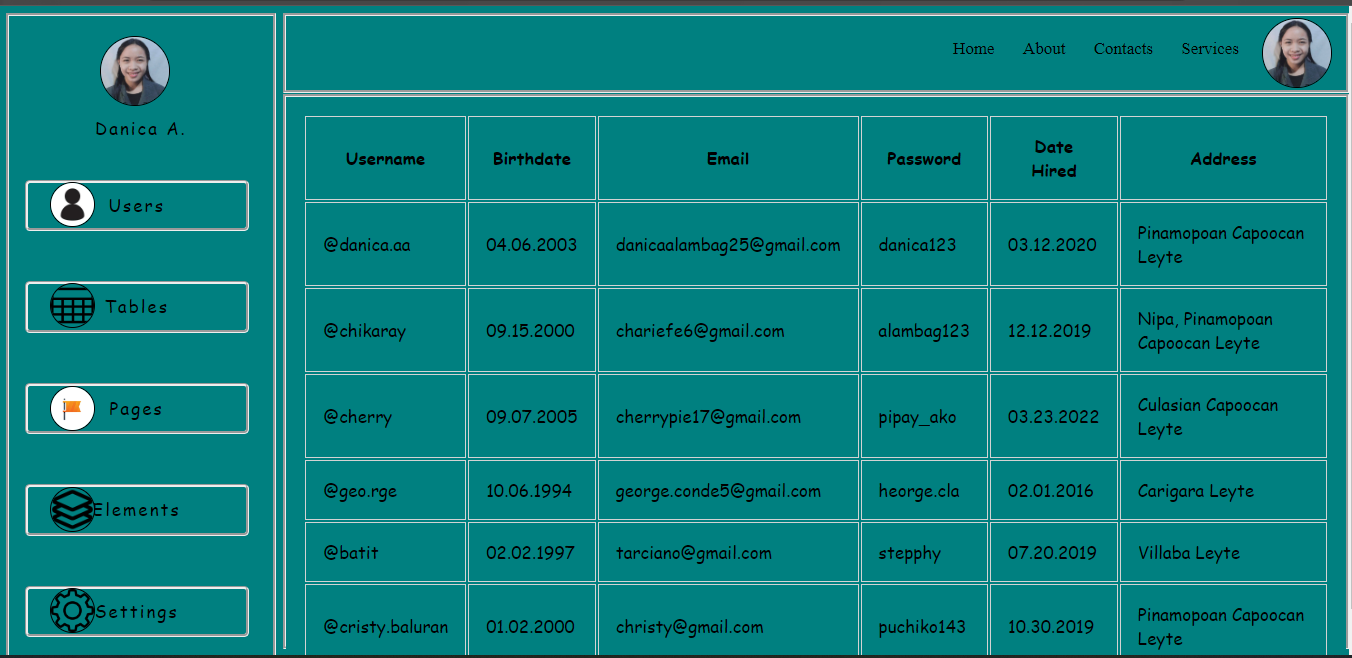 Danica A.
Users
Tables
Pages
Elements
Settings
Home About Contacts Services
Username Birthdate Email Password Date Hired Address
@danica.aa 04.06.2003 danicaalambag25@gmail.com danica123 03.12.2020 Pinamopoan Capoocan Leyte
@chikaray 09.15.2000 chariefe6@gmail.com alambag123 12.12.2019 Nipa, Pinamopoan Capoocan Leyte
@cherry 09.07.2005 cherrypie17@gmail.com pipay_ako 03.23.2022 Culasian Capoocan Leyte
@geo.rge 10.06.1994 george.conde5@gmail.com heorge.cla 02.01.2016 Carigara Leyte
@batit 02.02.1997 tarciano@gmail.com stepphy 07.20.2019 Villaba Leyte
@cristy.baluran 01.02.2000 christy@gmail.com puchiko143 10.30.2019 Pinamopoan Capoocan Leyte